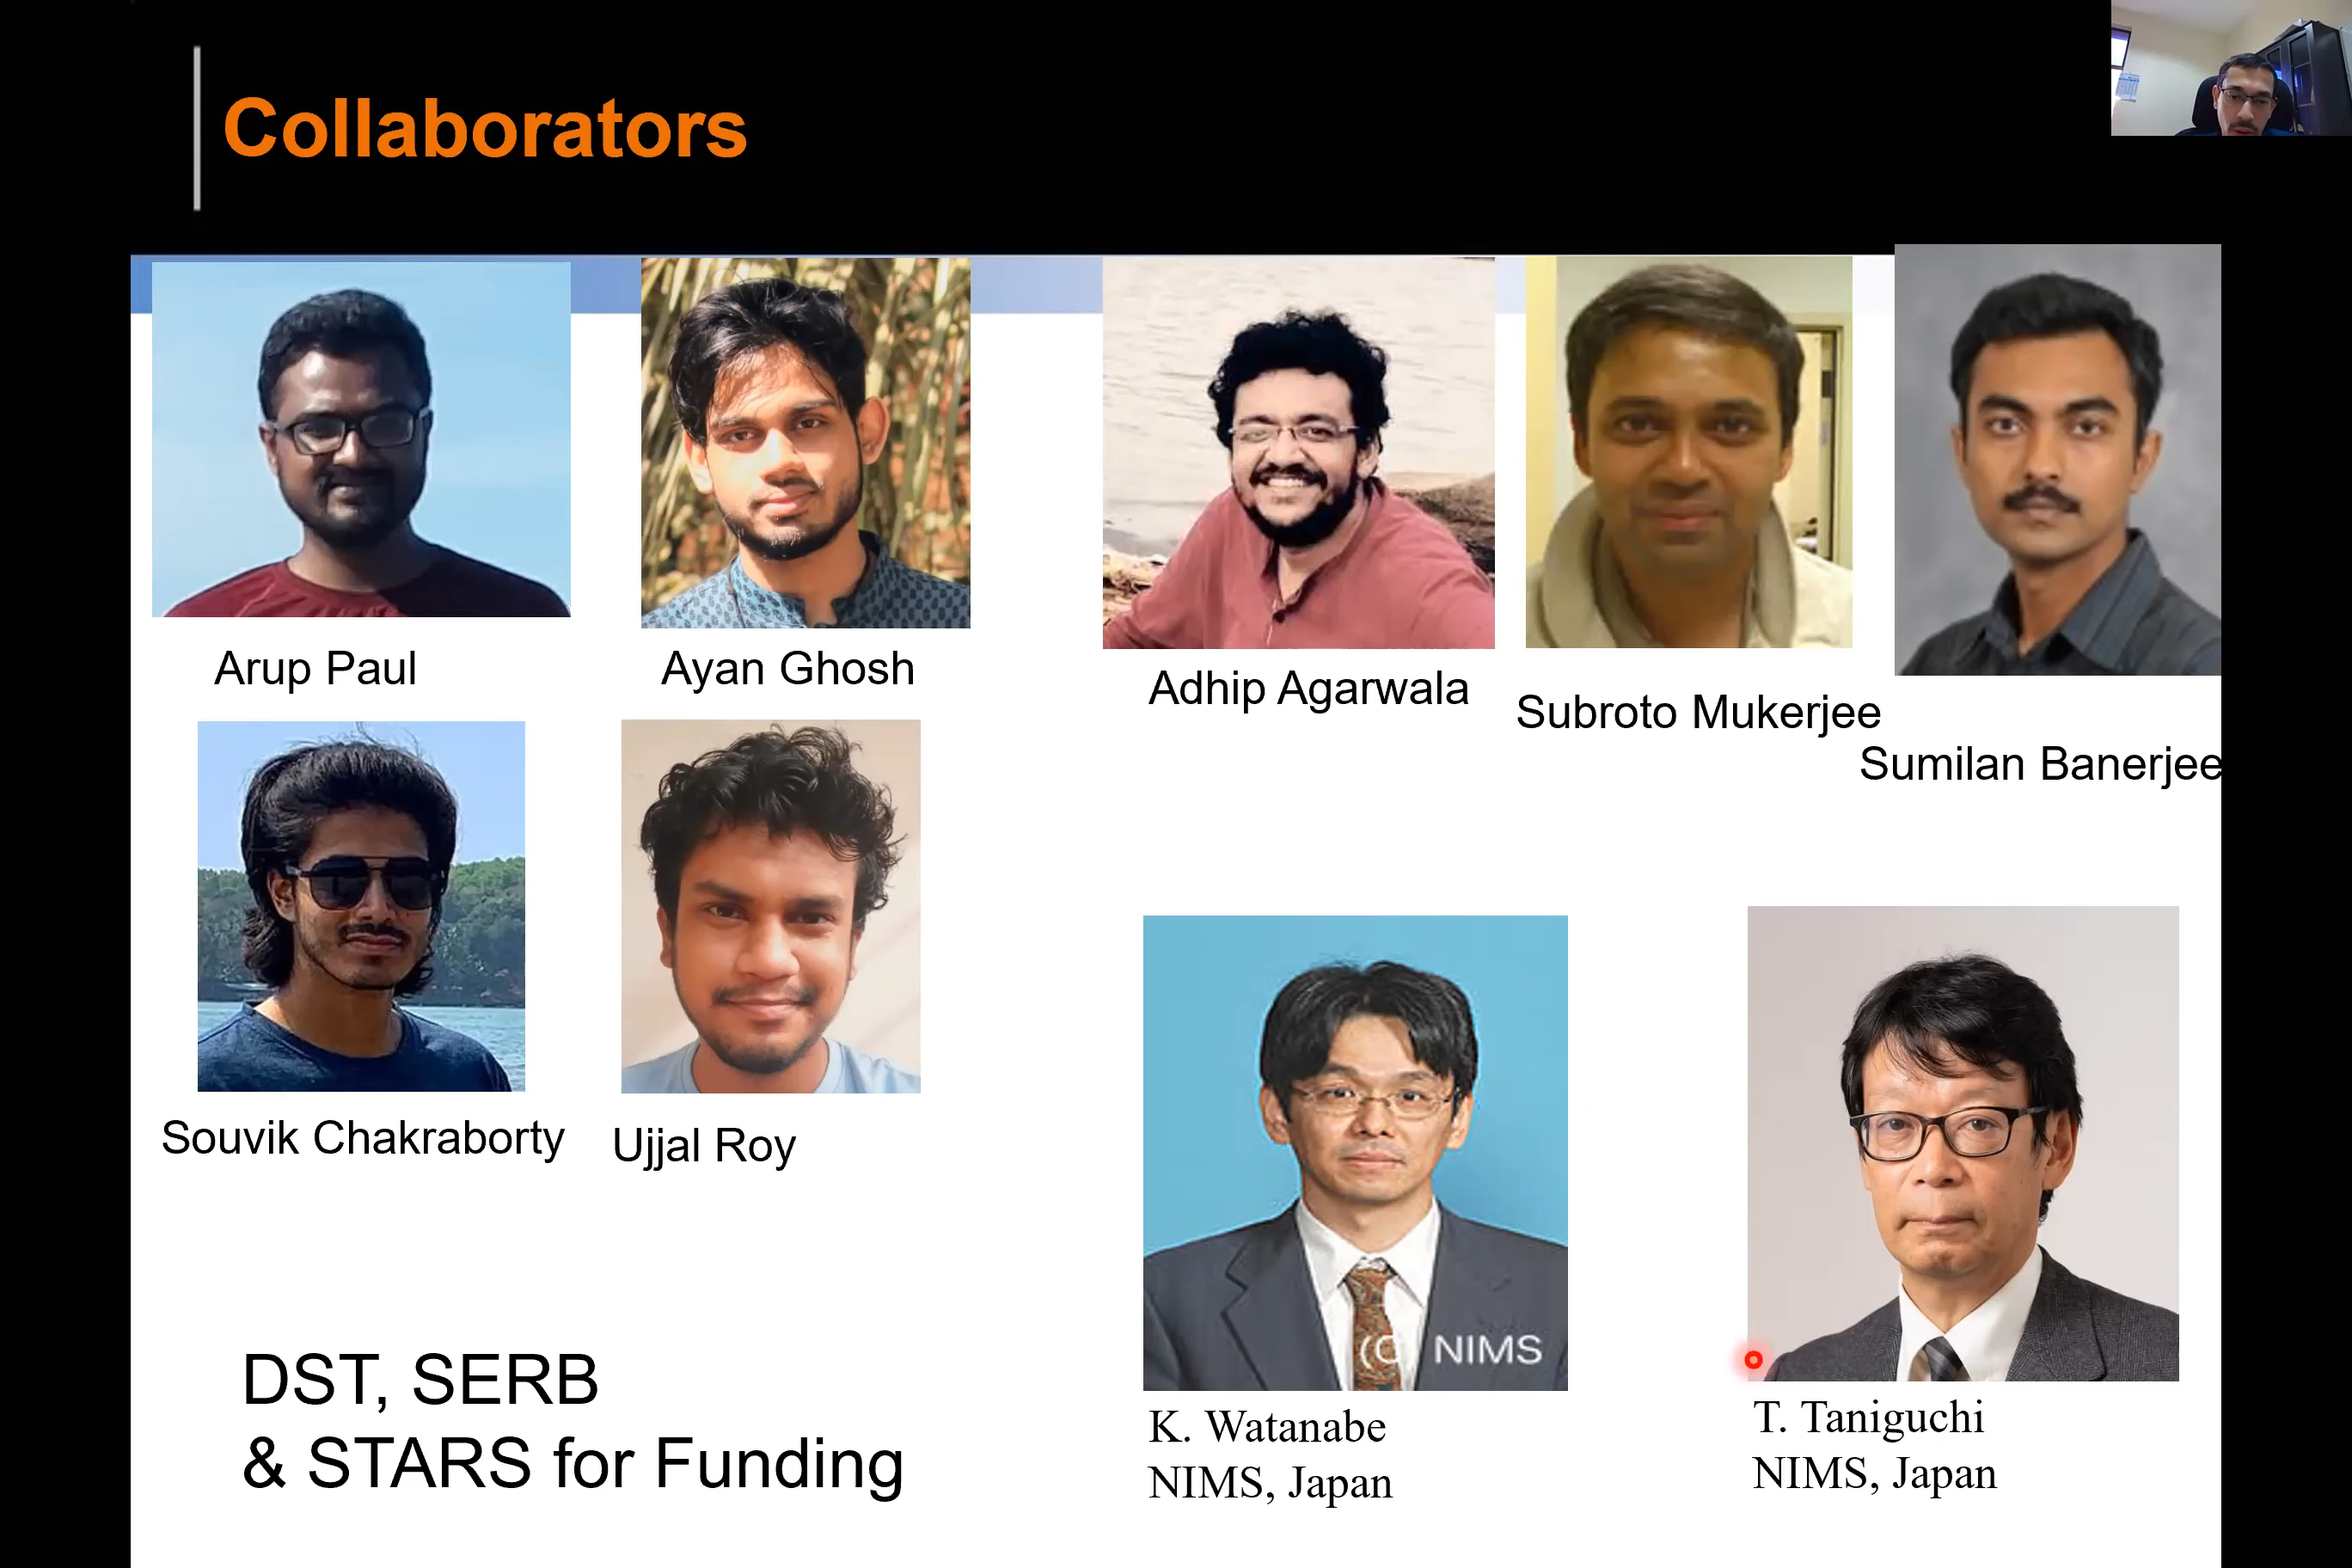 Collaborators
Arup Paul
Ayan Ghosh
Adhip Agarwala
Subroto Mukerjee
Sumilan Banerjee
Souvik Chakraborty
Ujjal Roy
(C) NIMS
K. Watanabe
NIMS, Japan
T. Taniguchi
NIMS, Japan
DST, SERB
& STARS for Funding